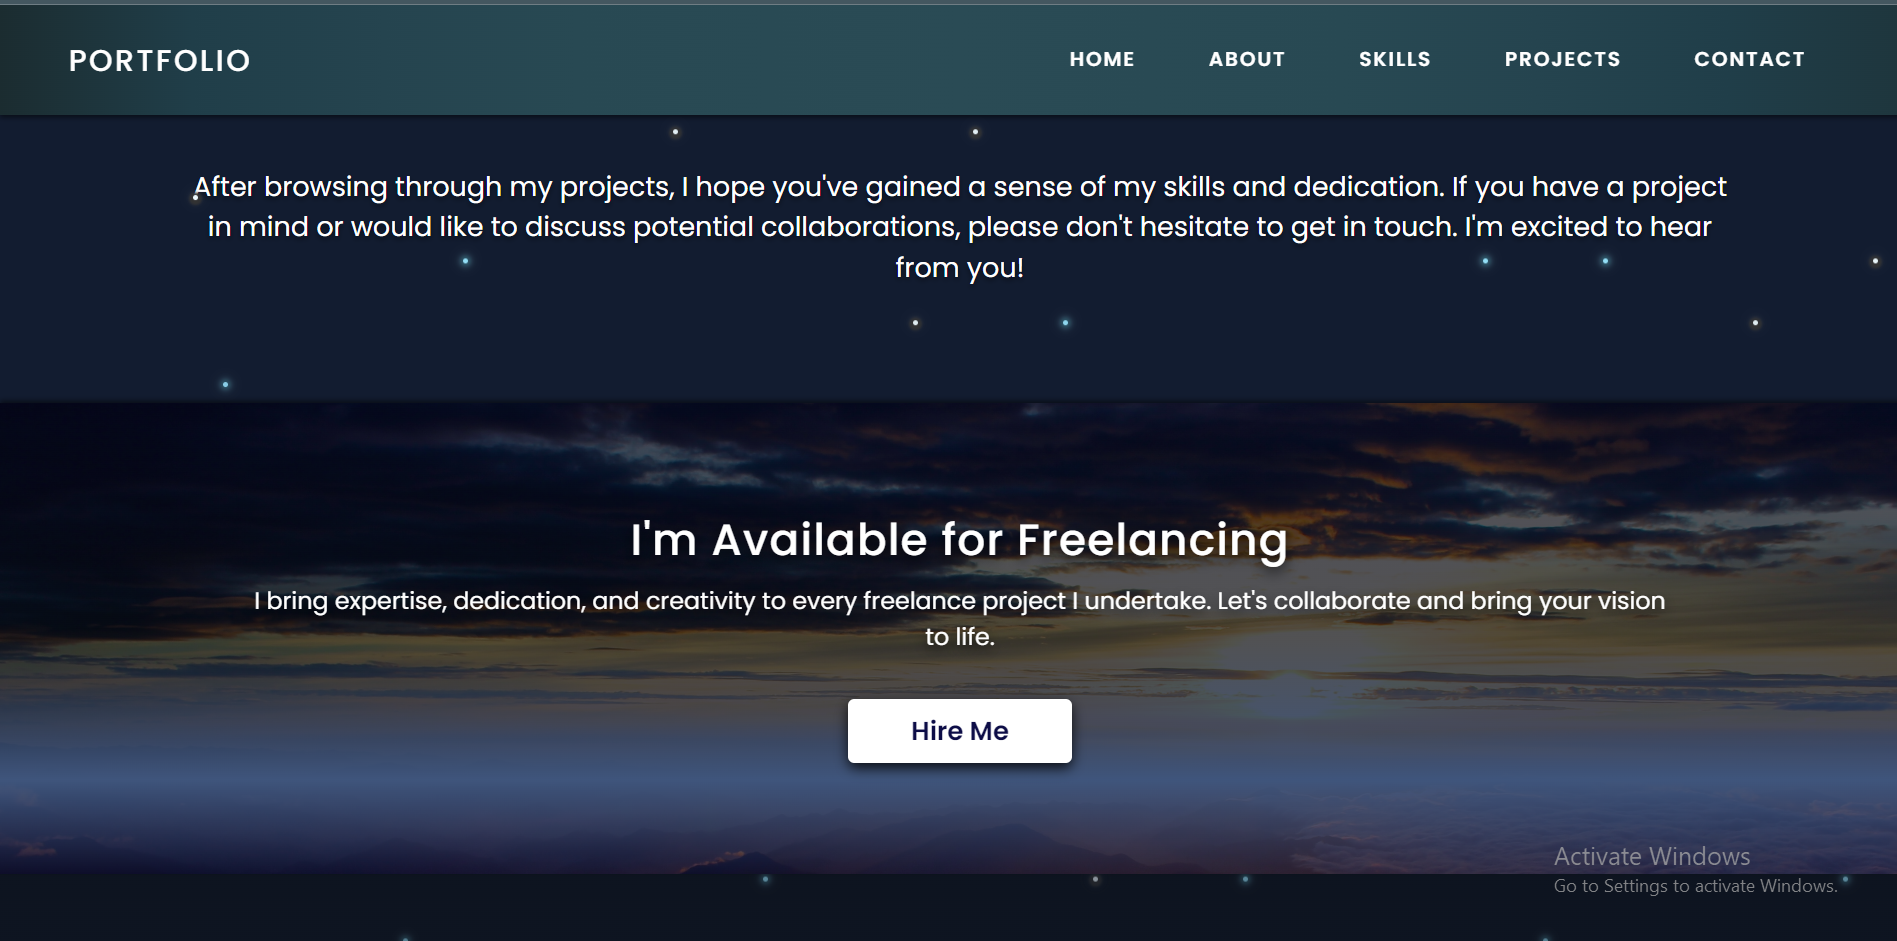 PORTFOLIO
HOME ABOUT SKILLS PROJECTS CONTACT
After browsing through my projects, I hope you've gained a sense of my skills and dedication. If you have a project
in mind or would like to discuss potential collaborations, please don't hesitate to get in touch. I'm excited to hear
from you!
I'm Available for Freelancing
I bring expertise, dedication, and creativity to every freelance project I undertake. Let's collaborate and bring your vision
to life.
Hire Me
Activate Windows
Go to Settings to activate Windows.